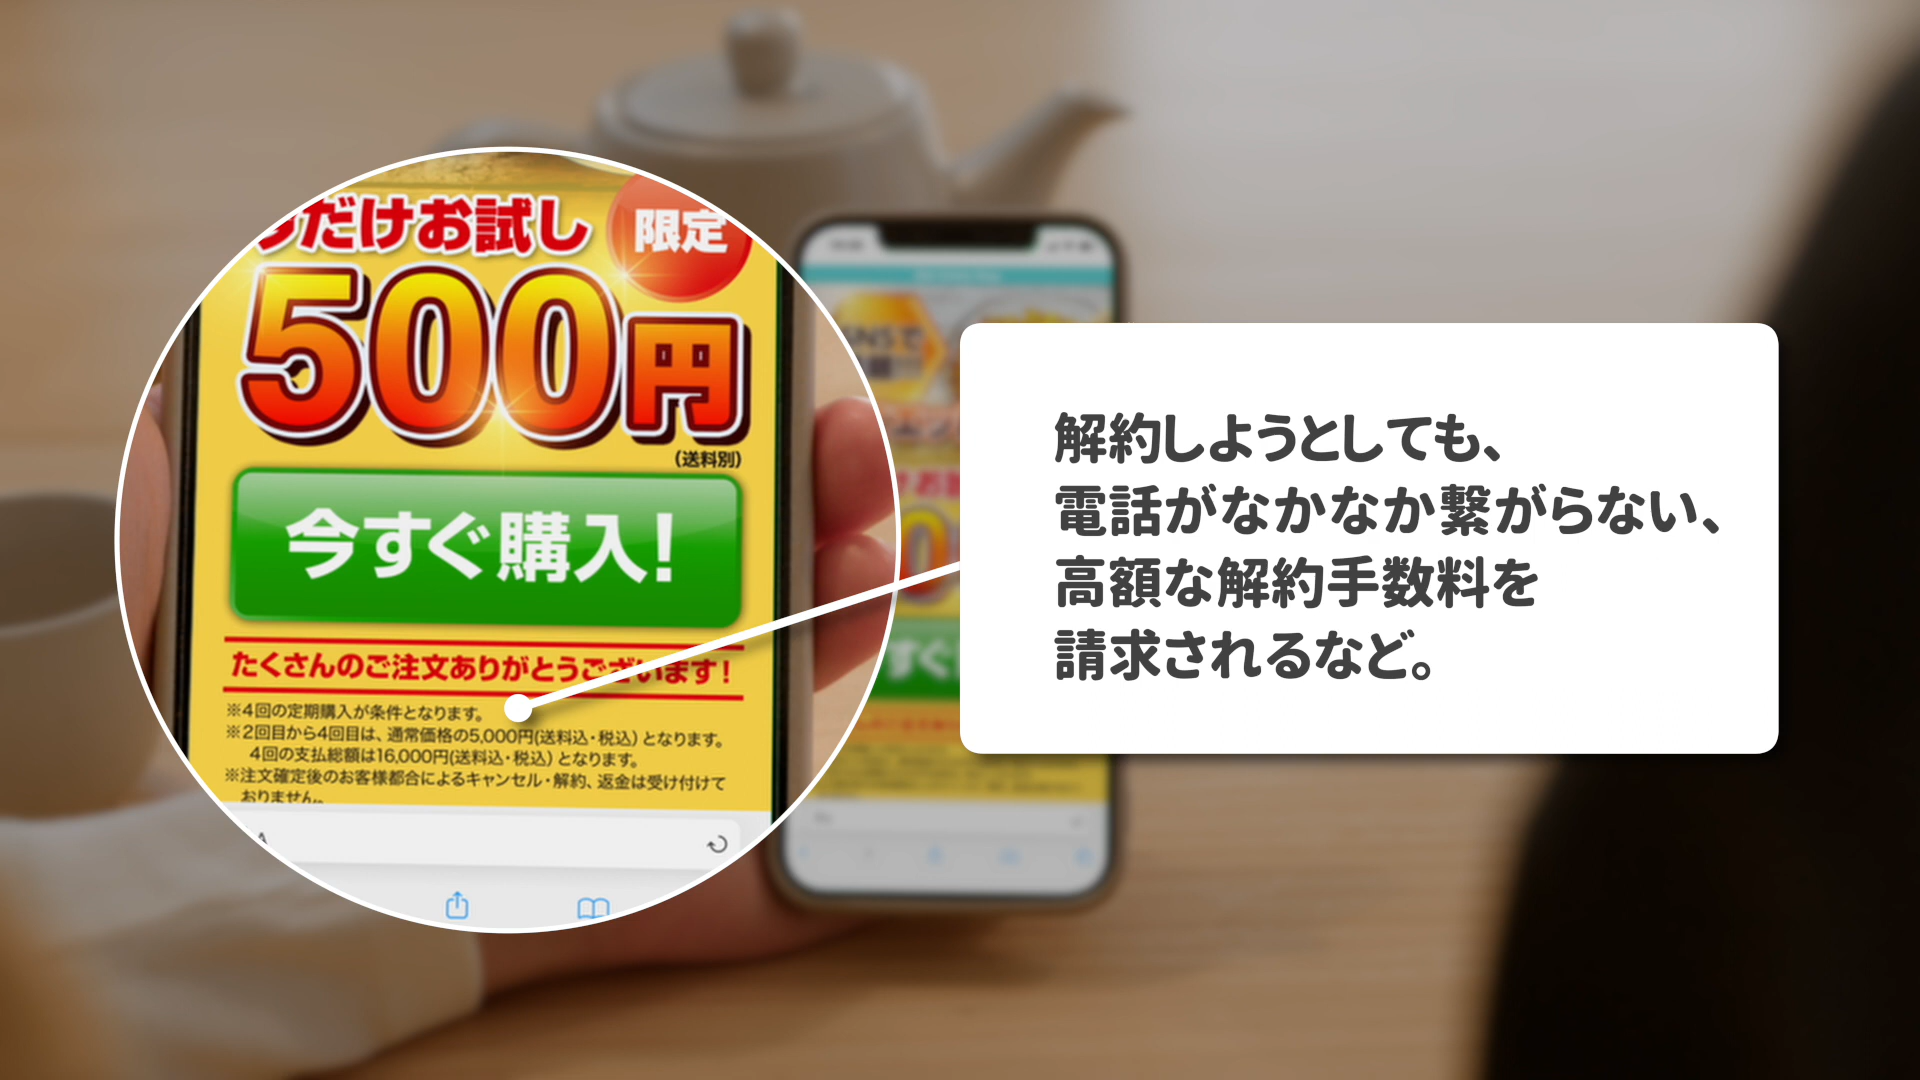 だけお試し
限定
500円
(送料別)
今すぐ購入!
たくさんのご注文ありがとうございます!
※4回の定期購入が条件となります。
※2回目から4回目は、通常価格の5,000円(送料込・税込)となります。
4回の支払総額は16,000円(送料込・税込)となります。
※注文確定後のお客様都合によるキャンセル・解約、返金は受け付けて
おりません。
解約しようとしても、
電話がなかなか繋がらない、
高額な解約手数料を
請求されるなど。